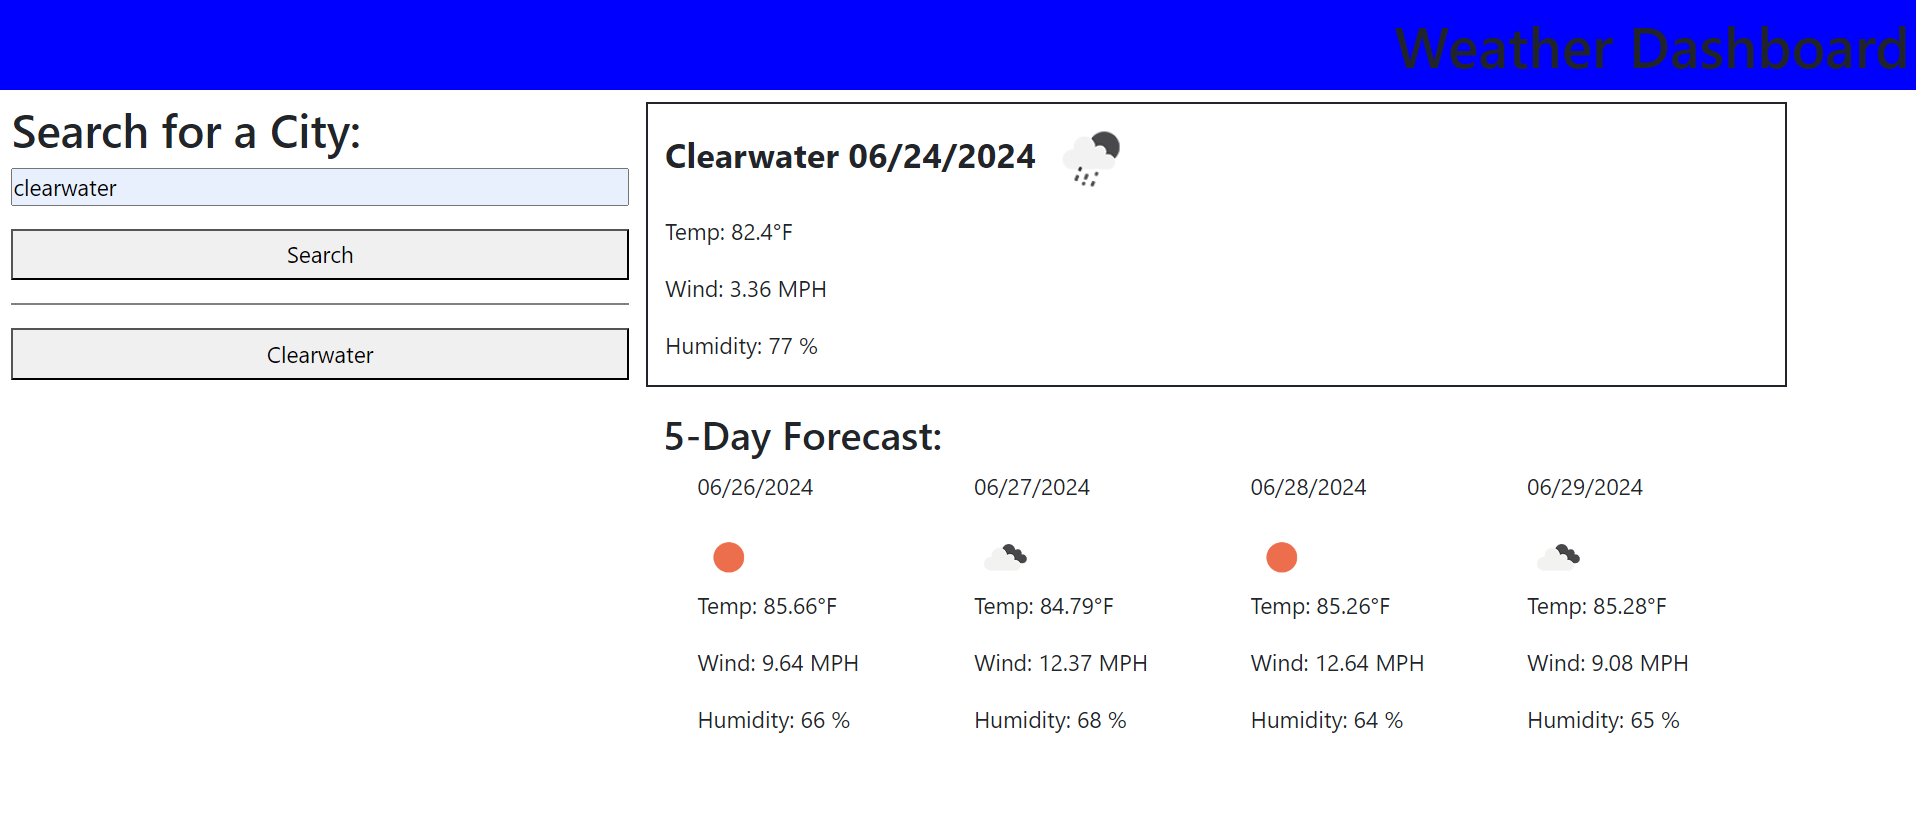 Weather Dashboard
Search for a City:
clearwater
Search
Clearwater
Clearwater 06/24/2024
Temp: 82.4°F
Wind: 3.36 MPH
Humidity: 77 %
5-Day Forecast:
06/26/2024
Temp: 85.66°F
Wind: 9.64 MPH
Humidity: 66 %
06/27/2024
Temp: 84.79°F
Wind: 12.37 MPH
Humidity: 68 %
06/28/2024
Temp: 85.26°F
Wind: 12.64 MPH
Humidity: 64 %
06/29/2024
Temp: 85.28°F
Wind: 9.08 MPH
Humidity: 65 %